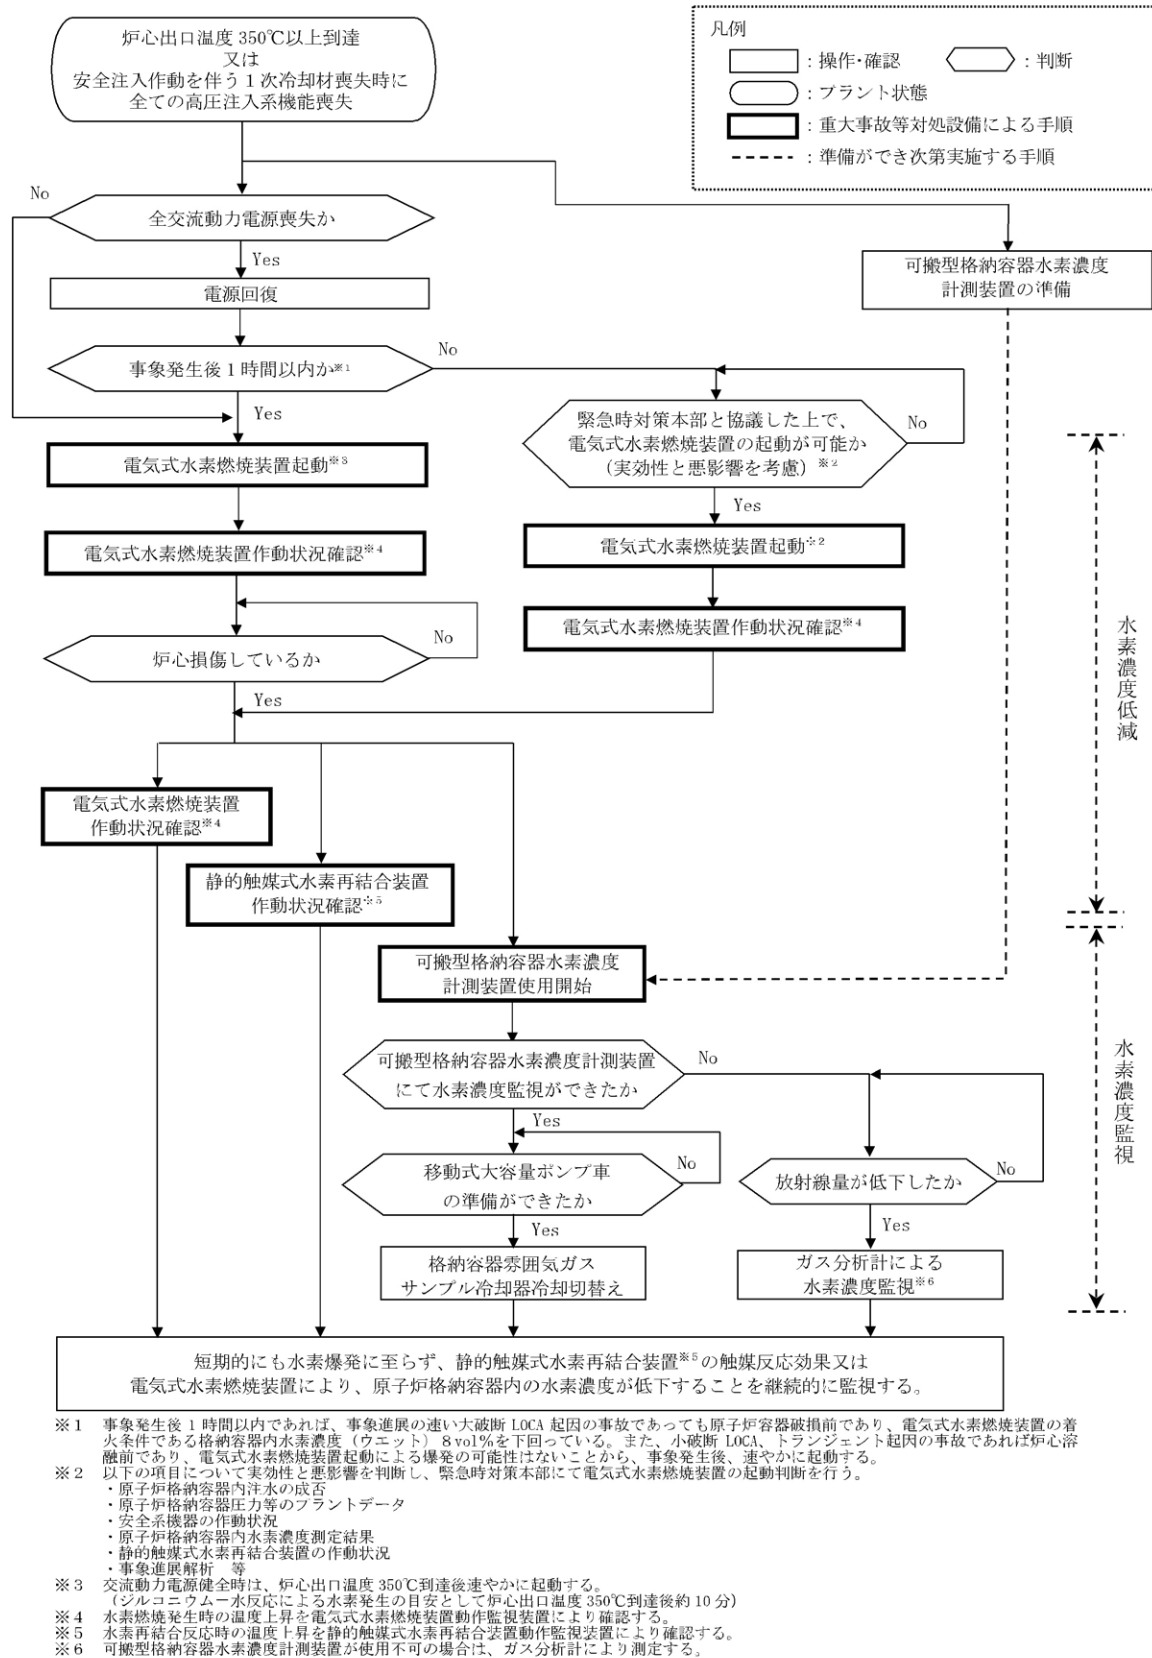 炉心出口温度 350℃以上到達
又は
安全注入作動を伴う１次冷却材喪失時に
全ての高圧注入系機能喪失
凡例
：操作・確認
：判断
：プラント状態
：重大事故等対処設備による手順
：準備ができ次第実施する手順
No
全交流動力電源喪失か
Yes
電源回復
可搬型格納容器水素濃度
計測装置の準備
事象発生後１時間以内か※1
No
Yes
緊急時対策本部と協議した上で、
電気式水素燃焼装置の起動が可能か
（実効性と悪影響を考慮）※2
No
Yes
電気式水素燃焼装置起動※3
電気式水素燃焼装置起動※2
電気式水素燃焼装置作動状況確認※4
電気式水素燃焼装置作動状況確認※4
炉心損傷しているか
No
Yes
水素濃度低減
電気式水素燃焼装置
作動状況確認※4
静的触媒式水素再結合装置
作動状況確認※5
可搬型格納容器水素濃度
計測装置使用開始
可搬型格納容器水素濃度計測装置
にて水素濃度監視ができたか
No
Yes
水素濃度監視
移動式大容量ポンプ車
の準備ができたか
No
Yes
放射線量が低下したか
No
Yes
格納容器雰囲気ガス
サンプル冷却器冷却切替え
ガス分析計による
水素濃度監視※6
短期的にも水素爆発に至らず、静的触媒式水素再結合装置※5の触媒反応効果又は
電気式水素燃焼装置により、原子炉格納容器内の水素濃度が低下することを継続的に監視する。
※１　事象発生後１時間以内であれば、事象進展の速い大破断 LOCA 起因の事故であっても原子炉容器破損前であり、電気式水素燃焼装置の着
火条件である格納容器内水素濃度（ウエット）８vol％を下回っている。また、小破断 LOCA、トランジェント起因の事故であれば炉心溶
融前であり、電気式水素燃焼装置起動による爆発の可能性はないことから、事象発生後、速やかに起動する。
※２　以下の項目について実効性と悪影響を判断し、緊急時対策本部にて電気式水素燃焼装置の起動判断を行う。
・原子炉格納容器内注水の成否
・原子炉格納容器圧力等のプラントデータ
・安全系機器の作動状況
・原子炉格納容器内水素濃度測定結果
・静的触媒式水素再結合装置の作動状況
・事象進展解析　等
※３　交流動力電源健全時は、炉心出口温度 350℃到達後速やかに起動する。
（ジルコニウム－水反応による水素発生の目安として炉心出口温度 350℃到達後約 10 分）
※４　水素燃焼発生時の温度上昇を電気式水素燃焼装置動作監視装置により確認する。
※５　水素再結合反応時の温度上昇を静的触媒式水素再結合装置動作監視装置により確認する。
※６　可搬型格納容器水素濃度計測装置が使用不可の場合は、ガス分析計により測定する。